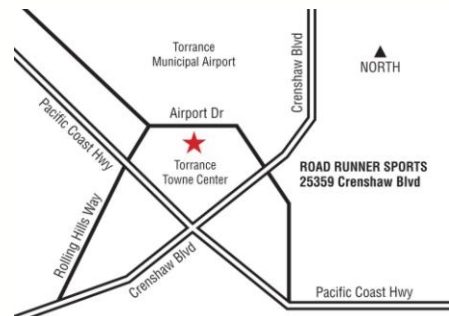 Torrance
Municipal Airport
Crenshaw Blvd
NORTH
Pacific Coast Hwy
Airport Dr
Torrance
Towne Center
ROAD RUNNER SPORTS
25359 Crenshaw Blvd
Rolling Hills Way
Crenshaw Blvd
Pacific Coast Hwy